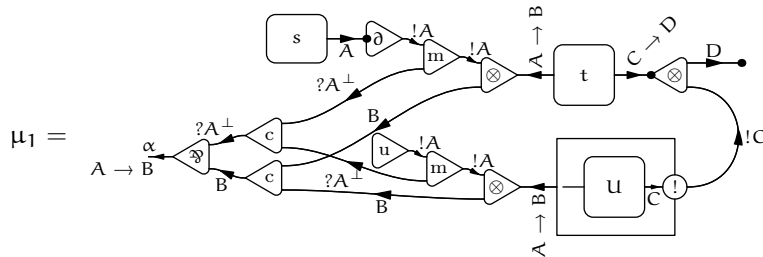 μ₁ =
α
A → B
⅋
?A⊥
B
c
c
?A⊥
B
?A⊥
B
s
A
∂
!A
m
!A
⊗
u
!A
m
!A
⊗
A → B
t
C → D
⊗
D
!C
A → B
U
C
!